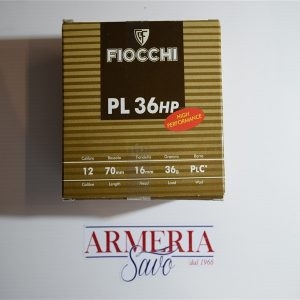 FIOCCHI
PL 36HP
HIGH
PERFORMANCE
Calibro Bossolo Fondello Grammi Borra
12 70mm 16mm 36g PLC*
Calibre Length Head Load Wad
ARMERIA
Savo
dal 1966